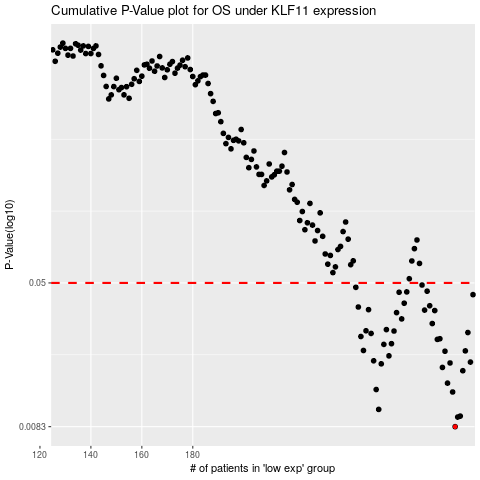 Cumulative P-Value plot for OS under KLF11 expression
P-Value(log10)
0.05
0.0083
120 140 160 180
# of patients in 'low exp' group